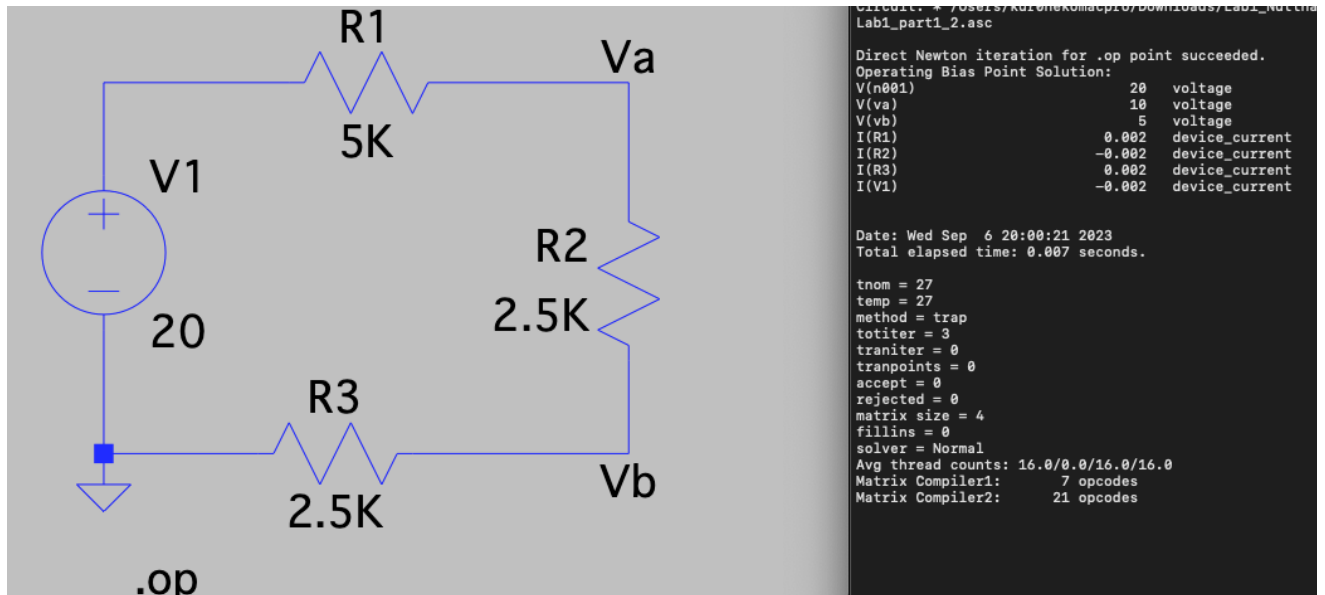 R1
Va
5K
V1
+
R2
2.5K
20
R3
Vb
2.5K
.op
Lab1_part1_2.asc
Direct Newton iteration for .op point succeeded.
Operating Bias Point Solution:
V(n001) 20 voltage
V(va) 10 voltage
V(vb) 5 voltage
I(R1) 0.002 device_current
I(R2) −0.002 device_current
I(R3) 0.002 device_current
I(V1) −0.002 device_current
Date: Wed Sep 6 20:00:21 2023
Total elapsed time: 0.007 seconds.
tnom = 27
temp = 27
method = trap
totiter = 3
traniter = 0
tranpoints = 0
accept = 0
rejected = 0
matrix size = 4
fillins = 0
solver = Normal
Avg thread counts: 16.0/0.0/16.0/16.0
Matrix Compiler1: 7 opcodes
Matrix Compiler2: 21 opcodes